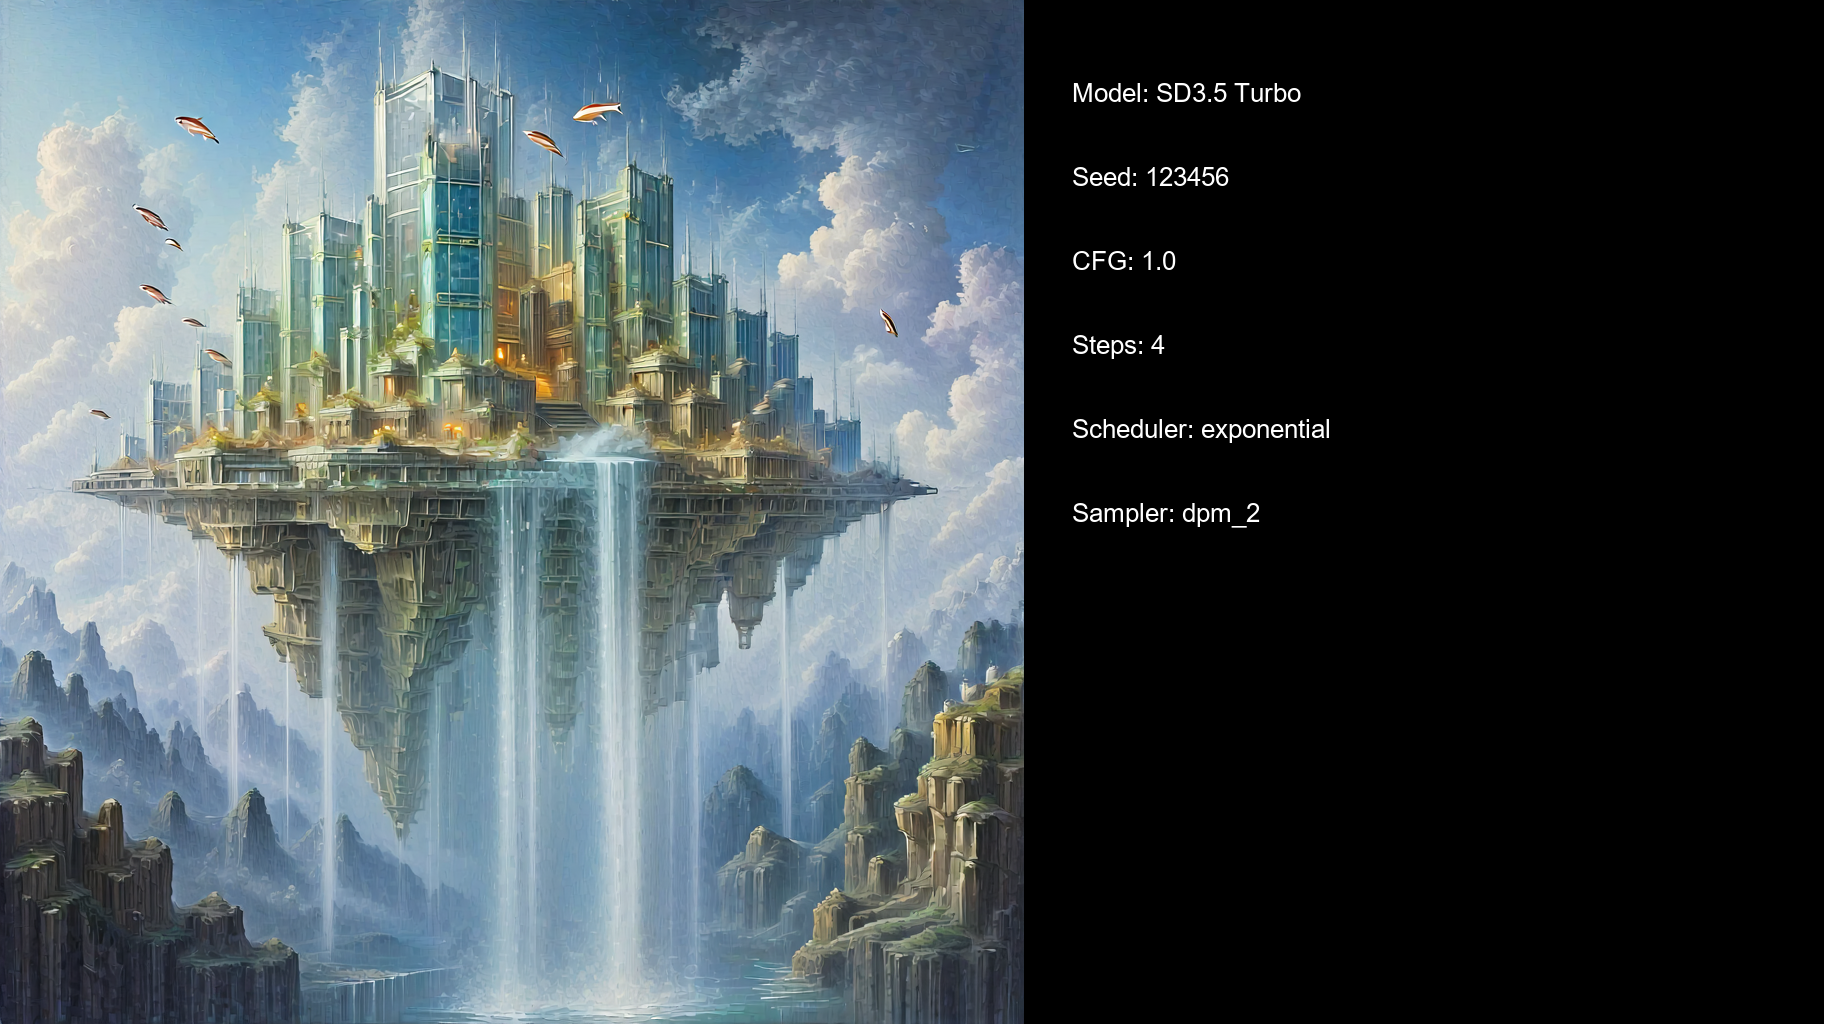 Model: SD3.5 Turbo
Seed: 123456
CFG: 1.0
Steps: 4
Scheduler: exponential
Sampler: dpm_2